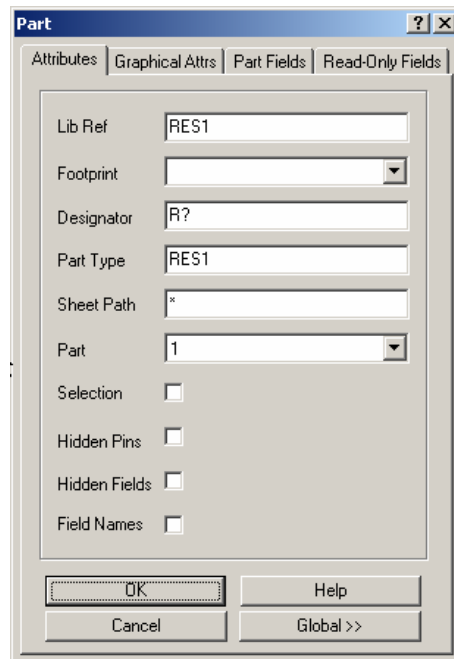 Part
Attributes Graphical Attrs Part Fields Read-Only Fields
Lib Ref RES1
Footprint
Designator R?
Part Type RES1
Sheet Path *
Part 1
Selection
Hidden Pins
Hidden Fields
Field Names
OK Help
Cancel Global >>